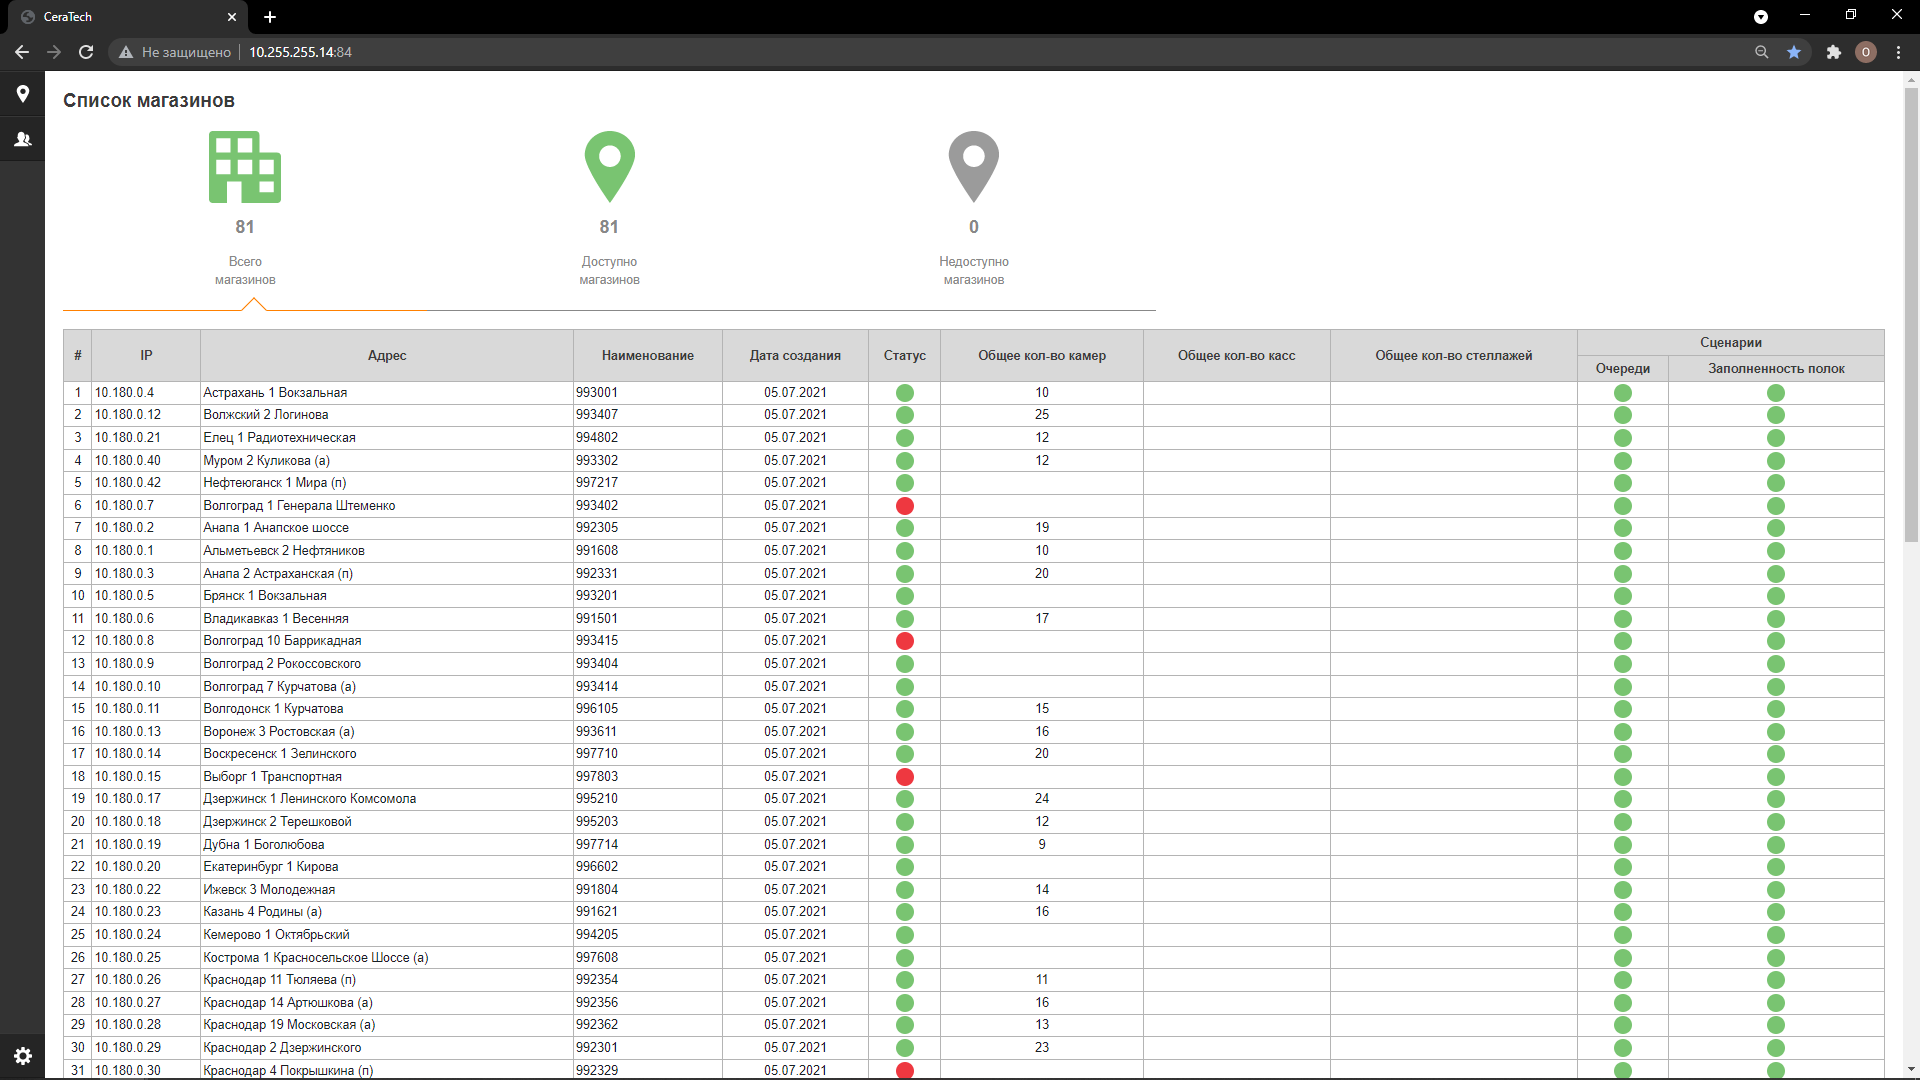 CeraTech
Не защищено 10.255.255.14:84
O
Список магазинов
81 81 0
Всего магазинов
Доступно магазинов
Недоступно магазинов
# IP Адрес Наименование Дата создания Статус Общее кол-во камер Общее кол-во касс Общее кол-во стеллажей Сценарии
Очереди Заполненность полок
1 10.180.0.4 Астрахань 1 Вокзальная 993001 05.07.2021 10
2 10.180.0.12 Волжский 2 Логинова 993407 05.07.2021 25
3 10.180.0.21 Елец 1 Радиотехническая 994802 05.07.2021 12
4 10.180.0.40 Муром 2 Куликова (а) 993302 05.07.2021 12
5 10.180.0.42 Нефтеюганск 1 Мира (п) 997217 05.07.2021
6 10.180.0.7 Волгоград 1 Генерала Штеменко 993402 05.07.2021
7 10.180.0.2 Анапа 1 Анапское шоссе 992305 05.07.2021 19
8 10.180.0.1 Альметьевск 2 Нефтяников 991608 05.07.2021 10
9 10.180.0.3 Анапа 2 Астраханская (п) 992331 05.07.2021 20
10 10.180.0.5 Брянск 1 Вокзальная 993201 05.07.2021
11 10.180.0.6 Владикавказ 1 Весенняя 991501 05.07.2021 17
12 10.180.0.8 Волгоград 10 Баррикадная 993415 05.07.2021
13 10.180.0.9 Волгоград 2 Рокоссовского 993404 05.07.2021
14 10.180.0.10 Волгоград 7 Курчатова (а) 993414 05.07.2021
15 10.180.0.11 Волгодонск 1 Курчатова 996105 05.07.2021 15
16 10.180.0.13 Воронеж 3 Ростовская (а) 993611 05.07.2021 16
17 10.180.0.14 Воскресенск 1 Зелинского 997710 05.07.2021 20
18 10.180.0.15 Выборг 1 Транспортная 997803 05.07.2021
19 10.180.0.17 Дзержинск 1 Ленинского Комсомола 995210 05.07.2021 24
20 10.180.0.18 Дзержинск 2 Терешковой 995203 05.07.2021 12
21 10.180.0.19 Дубна 1 Боголюбова 997714 05.07.2021 9
22 10.180.0.20 Екатеринбург 1 Кирова 996602 05.07.2021
23 10.180.0.22 Ижевск 3 Молодежная 991804 05.07.2021 14
24 10.180.0.23 Казань 4 Родины (а) 991621 05.07.2021 16
25 10.180.0.24 Кемерово 1 Октябрьский 994205 05.07.2021
26 10.180.0.25 Кострома 1 Красносельское Шоссе (а) 997608 05.07.2021
27 10.180.0.26 Краснодар 11 Тюляева (п) 992354 05.07.2021 11
28 10.180.0.27 Краснодар 14 Артюшкова (а) 992356 05.07.2021 16
29 10.180.0.28 Краснодар 19 Московская (а) 992362 05.07.2021 13
30 10.180.0.29 Краснодар 2 Дзержинского 992301 05.07.2021 23
31 10.180.0.30 Краснодар 4 Покрышкина (п) 992329 05.07.2021